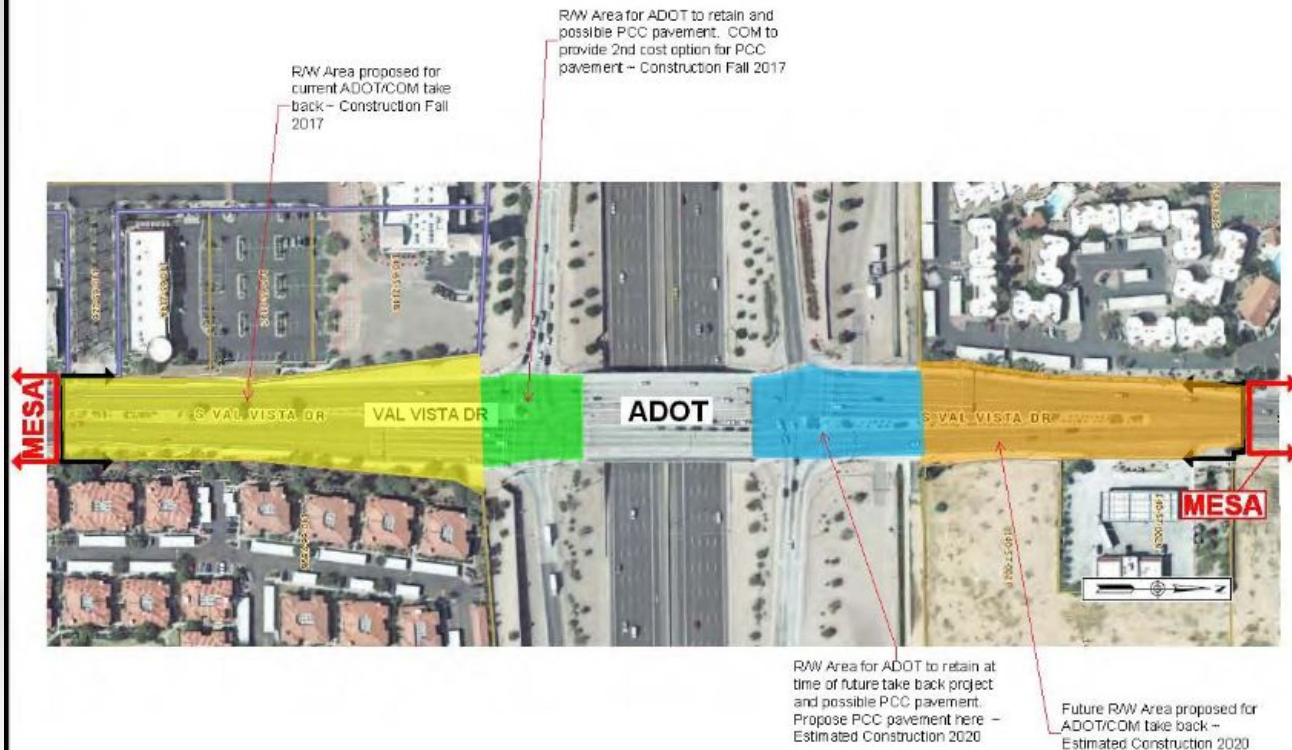 R/W Area for ADOT to retain and
possible PCC pavement. COM to
provide 2nd cost option for PCC
pavement – Construction Fall 2017
R/W Area proposed for
current ADOT/COM take
back – Construction Fall
2017
MESA
S VAL VISTA DR
VAL VISTA DR
ADOT
S VAL VISTA DR
MESA
N
R/W Area for ADOT to retain at
time of future take back project
and possible PCC pavement.
Propose PCC pavement here –
Estimated Construction 2020
Future R/W Area proposed for
ADOT/COM take back –
Estimated Construction 2020